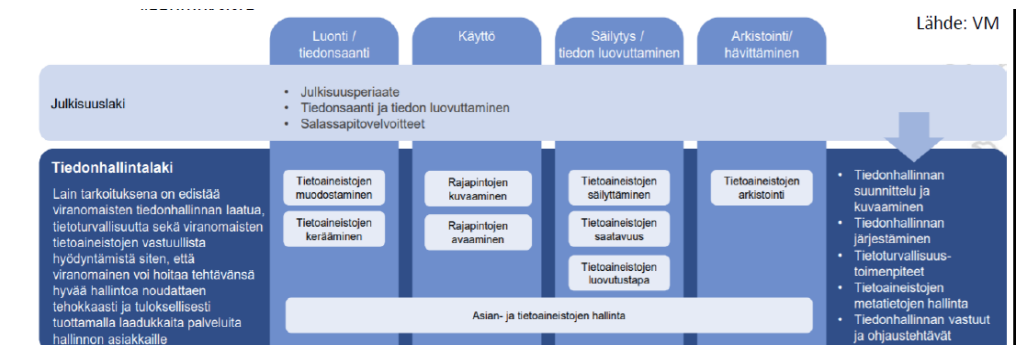 Lähde: VM
Luonti /
tiedonsaanti
Käyttö
Säilytys /
tiedon luovuttaminen
Arkistointi/
hävittäminen
Julkisuuslaki
• Julkisuusperiaate
• Tiedonsaanti ja tiedon luovuttaminen
• Salassapitovelvoitteet
Tiedonhallintalaki
Lain tarkoituksena on edistää
viranomaisten tiedonhallinnan laatua,
tietoturvallisuutta sekä viranomaisten
tietoaineistojen vastuullista
hyödyntämistä siten, että
viranomainen voi hoitaa tehtävänsä
hyvää hallintoa noudattaen
tehokkaasti ja tuloksellisesti
tuottamalla laadukkaita palveluita
hallinnon asiakkaille
Tietoaineistojen
muodostaminen
Tietoaineistojen
kerääminen
Rajapintojen
kuvaaminen
Rajapintojen
avaaminen
Tietoaineistojen
säilyttäminen
Tietoaineistojen
saatavuus
Tietoaineistojen
luovutustapa
Tietoaineistojen
arkistointi
Asian- ja tietoaineistojen hallinta
• Tiedonhallinnan
suunnittelu ja
kuvaaminen
• Tiedonhallinnan
järjestäminen
• Tietoturvallisuus-
toimenpiteet
• Tietoaineistojen
metatietojen hallinta
• Tiedonhallinnan vastuut
ja ohjaustehtävät